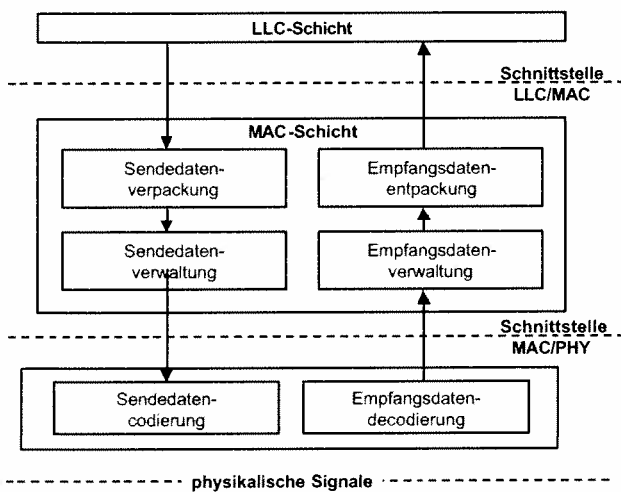 LLC-Schicht
Schnittstelle
LLC/MAC
MAC-Schicht
Sendedaten-
verpackung
Empfangsdaten-
entpackung
Sendedaten-
verwaltung
Empfangsdaten-
verwaltung
Schnittstelle
MAC/PHY
Sendedaten-
codierung
Empfangsdaten-
decodierung
physikalische Signale